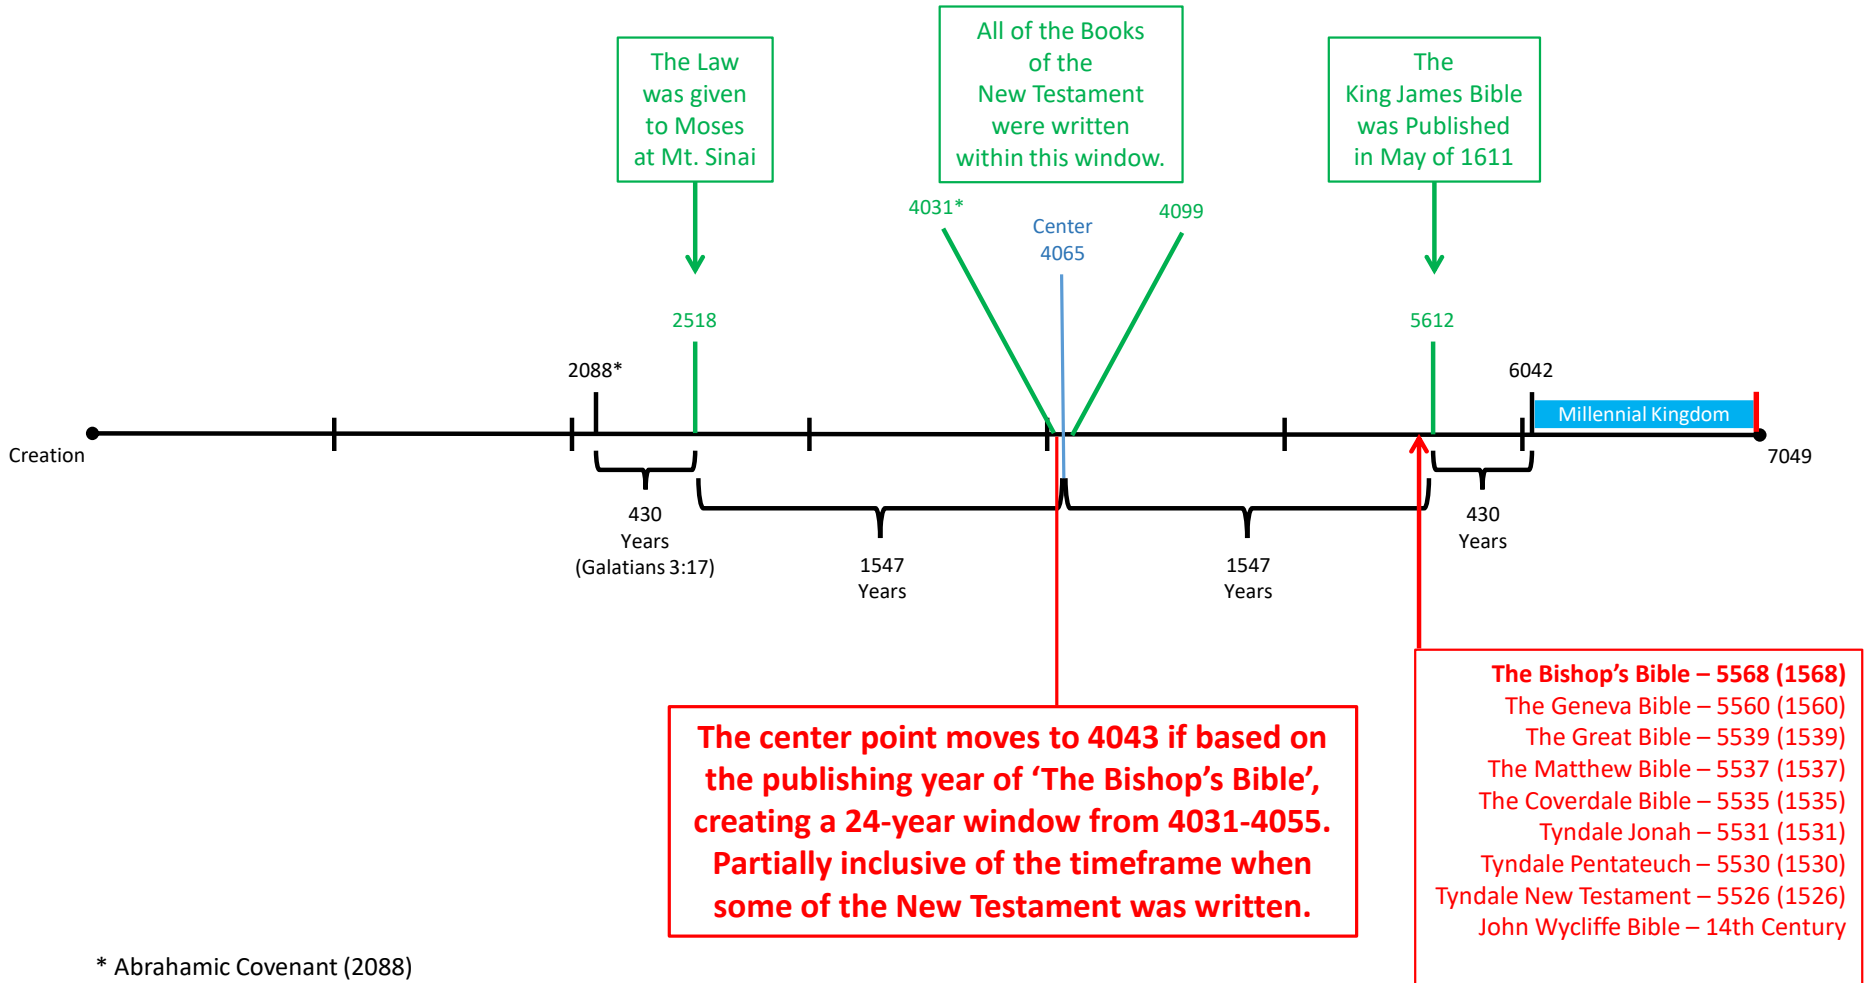 The Law
was given
to Moses
at Mt. Sinai
All of the Books
of the
New Testament
were written
within this window.
The
King James Bible
was Published
in May of 1611
4031*
Center
4065
4099
2518
5612
2088*
6042
Millennial Kingdom
Creation
7049
430
Years
(Galatians 3:17)
1547
Years
1547
Years
430
Years
The center point moves to 4043 if based on
the publishing year of ‘The Bishop’s Bible’,
creating a 24-year window from 4031-4055.
Partially inclusive of the timeframe when
some of the New Testament was written.
The Bishop’s Bible – 5568 (1568)
The Geneva Bible – 5560 (1560)
The Great Bible – 5539 (1539)
The Matthew Bible – 5537 (1537)
The Coverdale Bible – 5535 (1535)
Tyndale Jonah – 5531 (1531)
Tyndale Pentateuch – 5530 (1530)
Tyndale New Testament – 5526 (1526)
John Wycliffe Bible – 14th Century
* Abrahamic Covenant (2088)